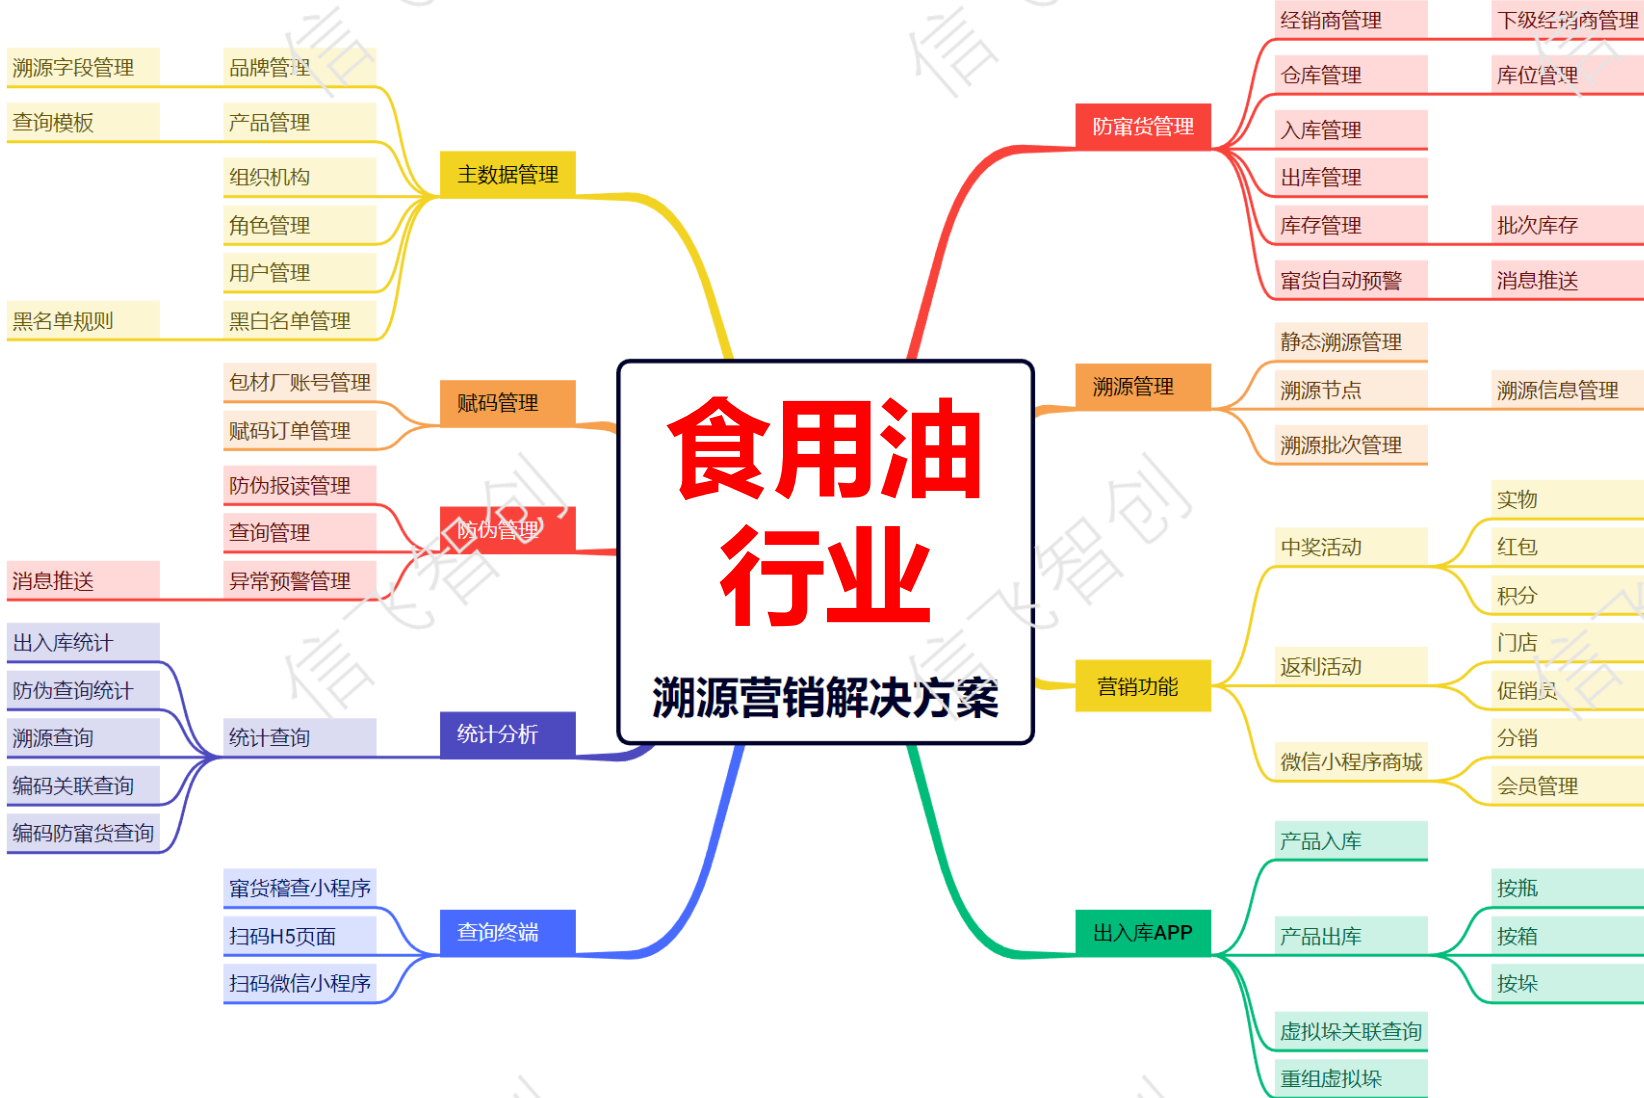 食用油
行业
溯源营销解决方案
主数据管理
品牌管理
溯源字段管理
产品管理
查询模板
组织机构
角色管理
用户管理
黑白名单管理
黑名单规则
赋码管理
包材厂账号管理
赋码订单管理
防伪管理
防伪报读管理
查询管理
异常预警管理
消息推送
统计分析
统计查询
出入库统计
防伪查询统计
溯源查询
编码关联查询
编码防窜货查询
查询终端
窜货稽查小程序
扫码H5页面
扫码微信小程序
防窜货管理
经销商管理
下级经销商管理
仓库管理
库位管理
入库管理
出库管理
库存管理
批次库存
窜货自动预警
消息推送
溯源管理
静态溯源管理
溯源节点
溯源信息管理
溯源批次管理
营销功能
中奖活动
实物
红包
积分
返利活动
门店
促销员
微信小程序商城
分销
会员管理
出入库APP
产品入库
产品出库
按瓶
按箱
按垛
虚拟垛关联查询
重组虚拟垛
信飞智创
信飞智创